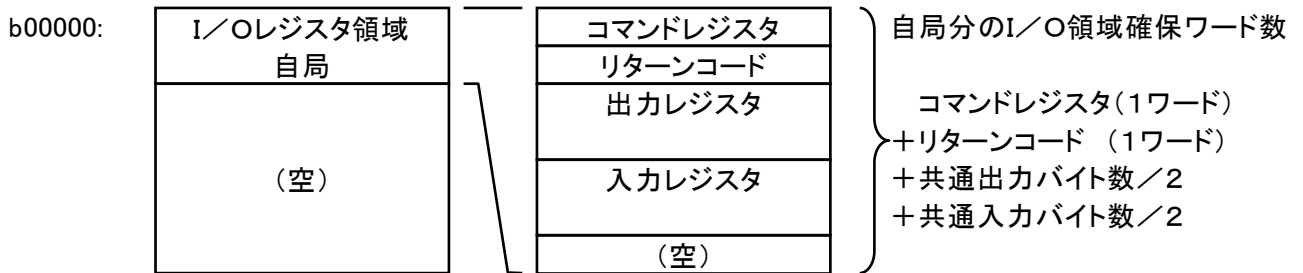 b00000:
I/Oレジスタ領域
自局
(空)
コマンドレジスタ
リターンコード
出力レジスタ
入力レジスタ
(空)
自局分のI/O領域確保ワード数
コマンドレジスタ(1ワード)
+リターンコード (1ワード)
+共通出力バイト数/2
+共通入力バイト数/2